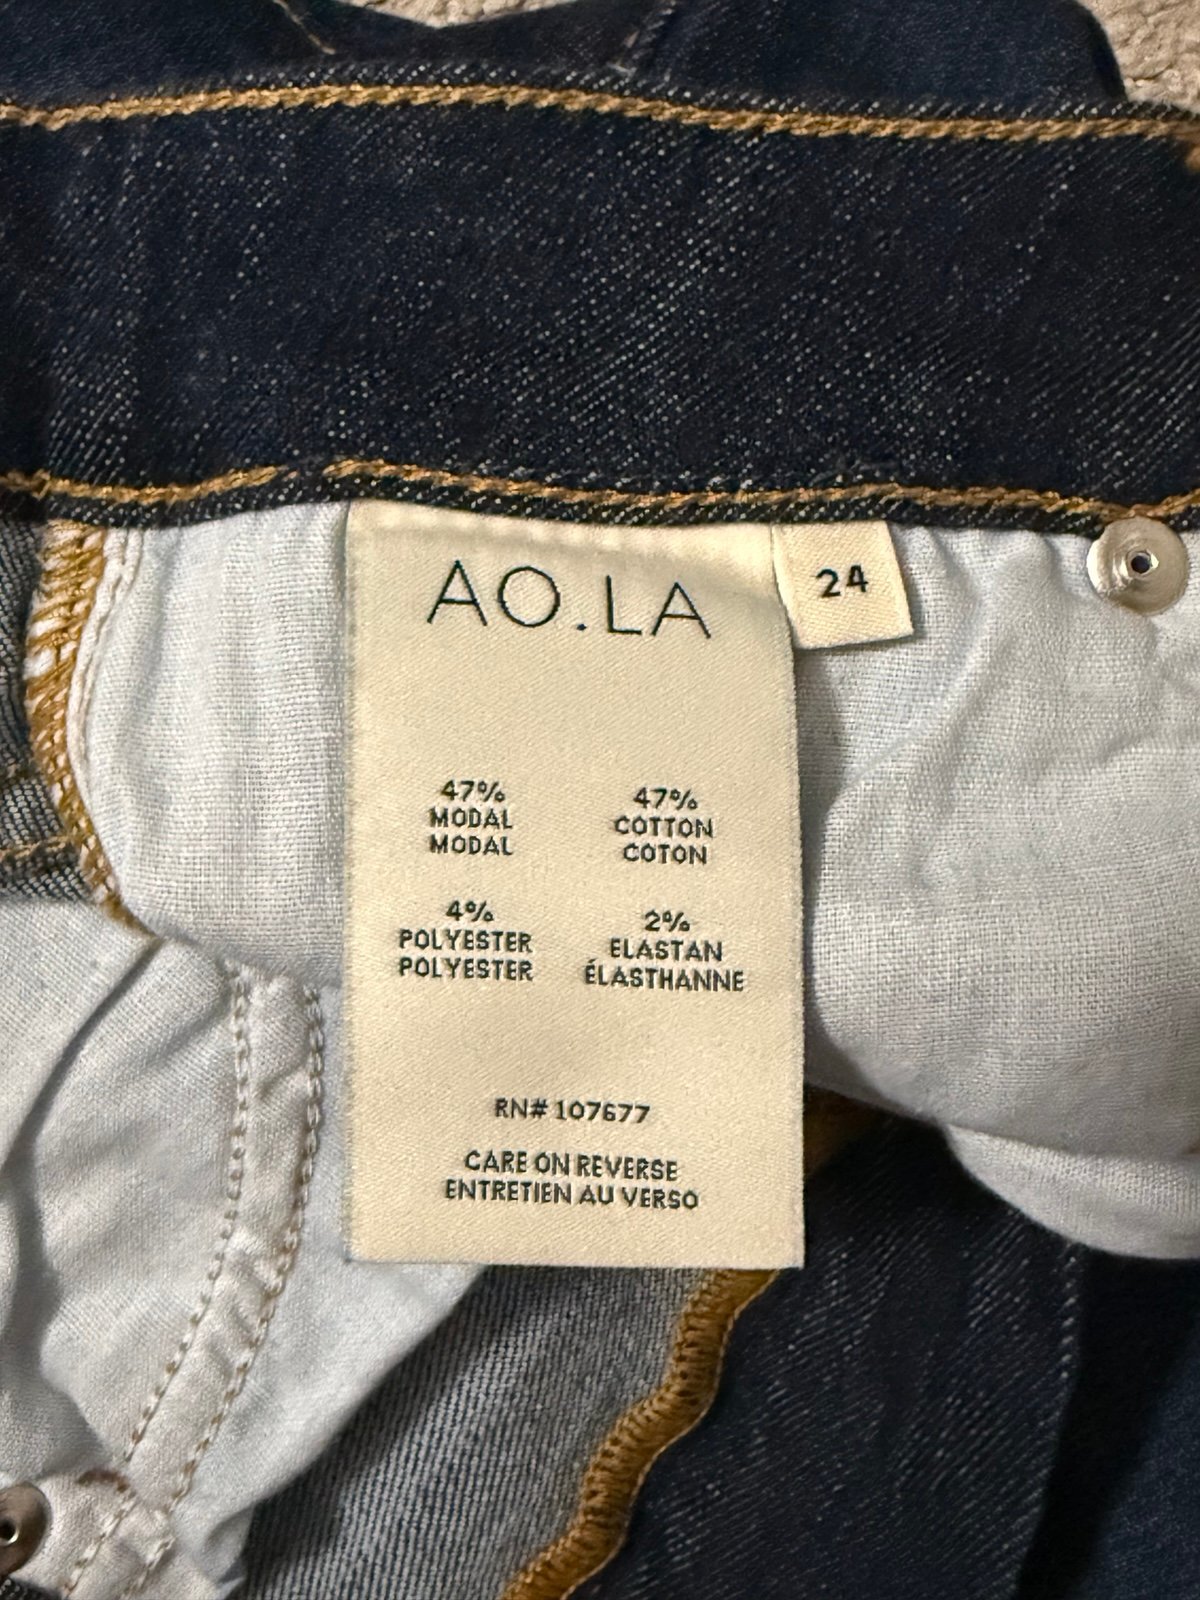 AO.LA
24
47%
MODAL
MODAL
47%
COTTON
COTON
4%
POLYESTER
POLYESTER
2%
ELASTAN
ÉLASTHANNE
RN# 107677
CARE ON REVERSE
ENTRETIEN AU VERSO